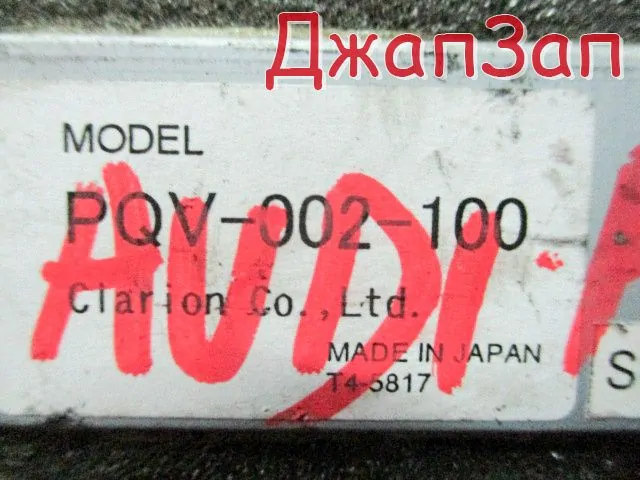 ДжапЗап
MODEL
PQV-002-100
AUDI
Clarion Co.,Ltd.
MADE IN JAPAN
T4-5817
S